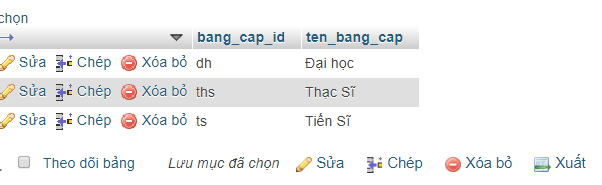 chọn
bang_cap_id ten_bang_cap
Sửa Chép Xóa bỏ dh Đại học
Sửa Chép Xóa bỏ ths Thạc Sĩ
Sửa Chép Xóa bỏ ts Tiến Sĩ
Theo dõi bảng Lưu mục đã chọn Sửa Chép Xóa bỏ Xuất